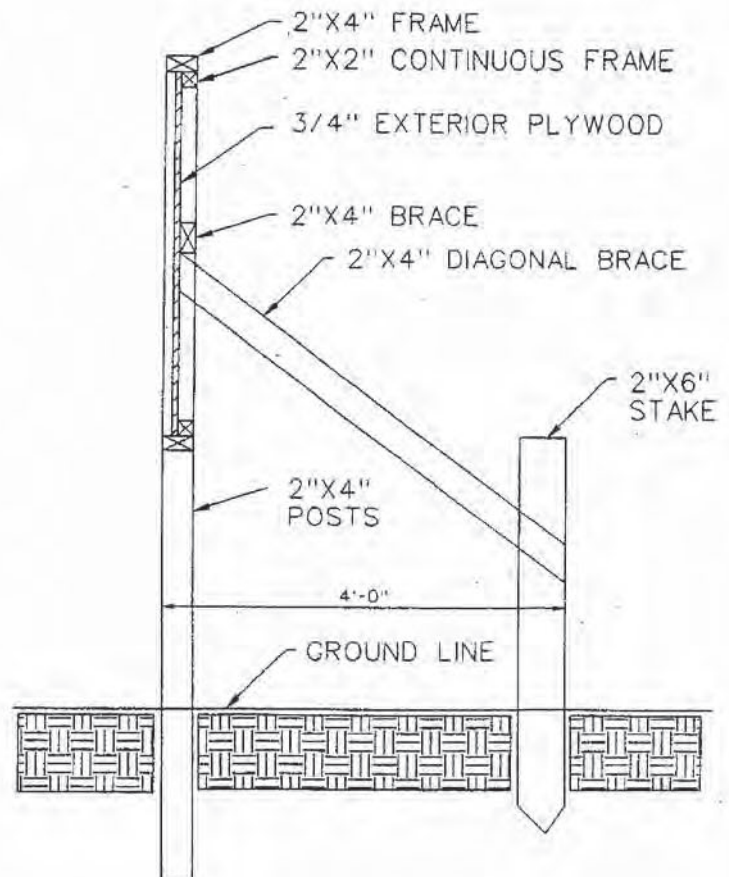 2"X4" FRAME
2"X2" CONTINUOUS FRAME
3/4" EXTERIOR PLYWOOD
2"X4" BRACE
2"X4" DIAGONAL BRACE
2"X6"
STAKE
2"X4"
POSTS
4'-0"
GROUND LINE